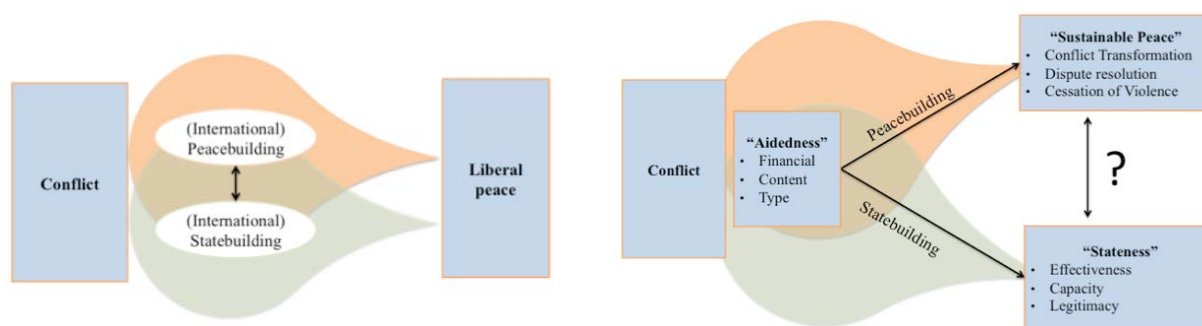 Conflict
(International)
Peacebuilding
(International)
Statebuilding
Liberal
peace
Conflict
“Aidedness”
• Financial
• Content
• Type
Peacebuilding
Statebuilding
“Sustainable Peace”
• Conflict Transformation
• Dispute resolution
• Cessation of Violence
?
“Stateness”
• Effectiveness
• Capacity
• Legitimacy